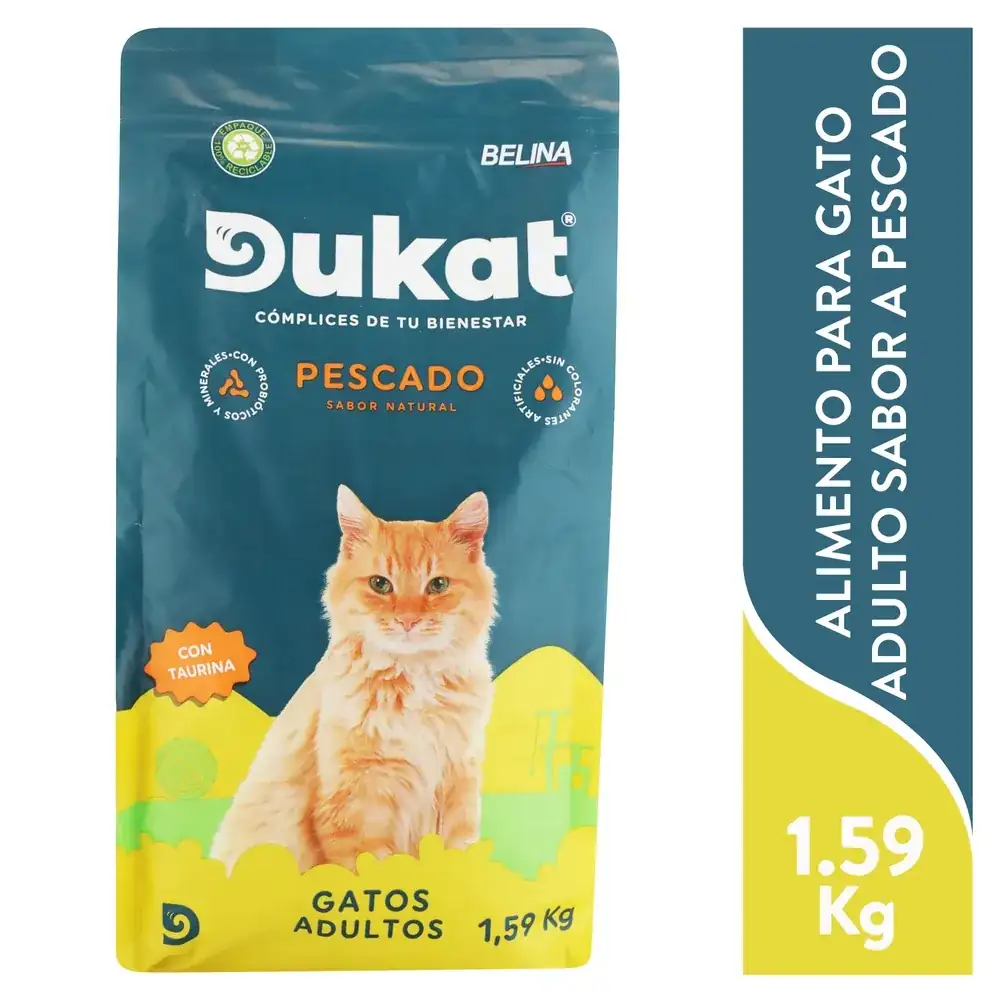 EMPAQUE
100% RECICLABLE
BELINA
Dukat®
CÓMPLICES DE TU BIENESTAR
•CON PROBIÓTICOS Y MINERALES
PESCADO
SABOR NATURAL
•SIN COLORANTES ARTIFICIALES
CON
TAURINA
GATOS
ADULTOS
1,59 Kg
ALIMENTO PARA GATO
ADULTO SABOR A PESCADO
1.59
Kg